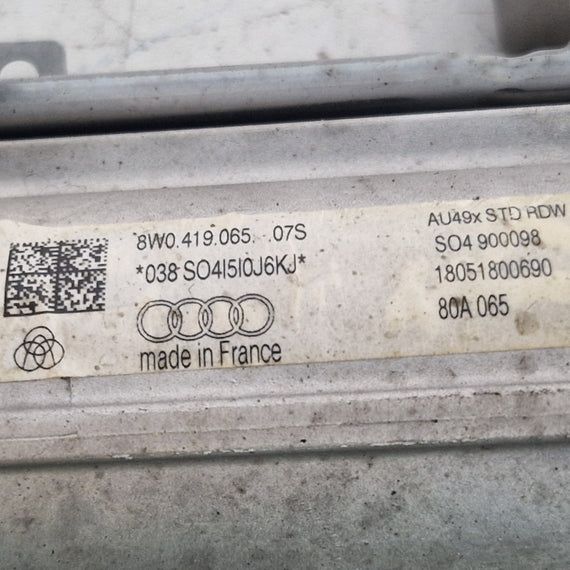 8W0.419.065. .07S
*038 SO4I5I0J6KJ*
made in France
AU49x STD RDW
SO4 900098
18051800690
80A 065